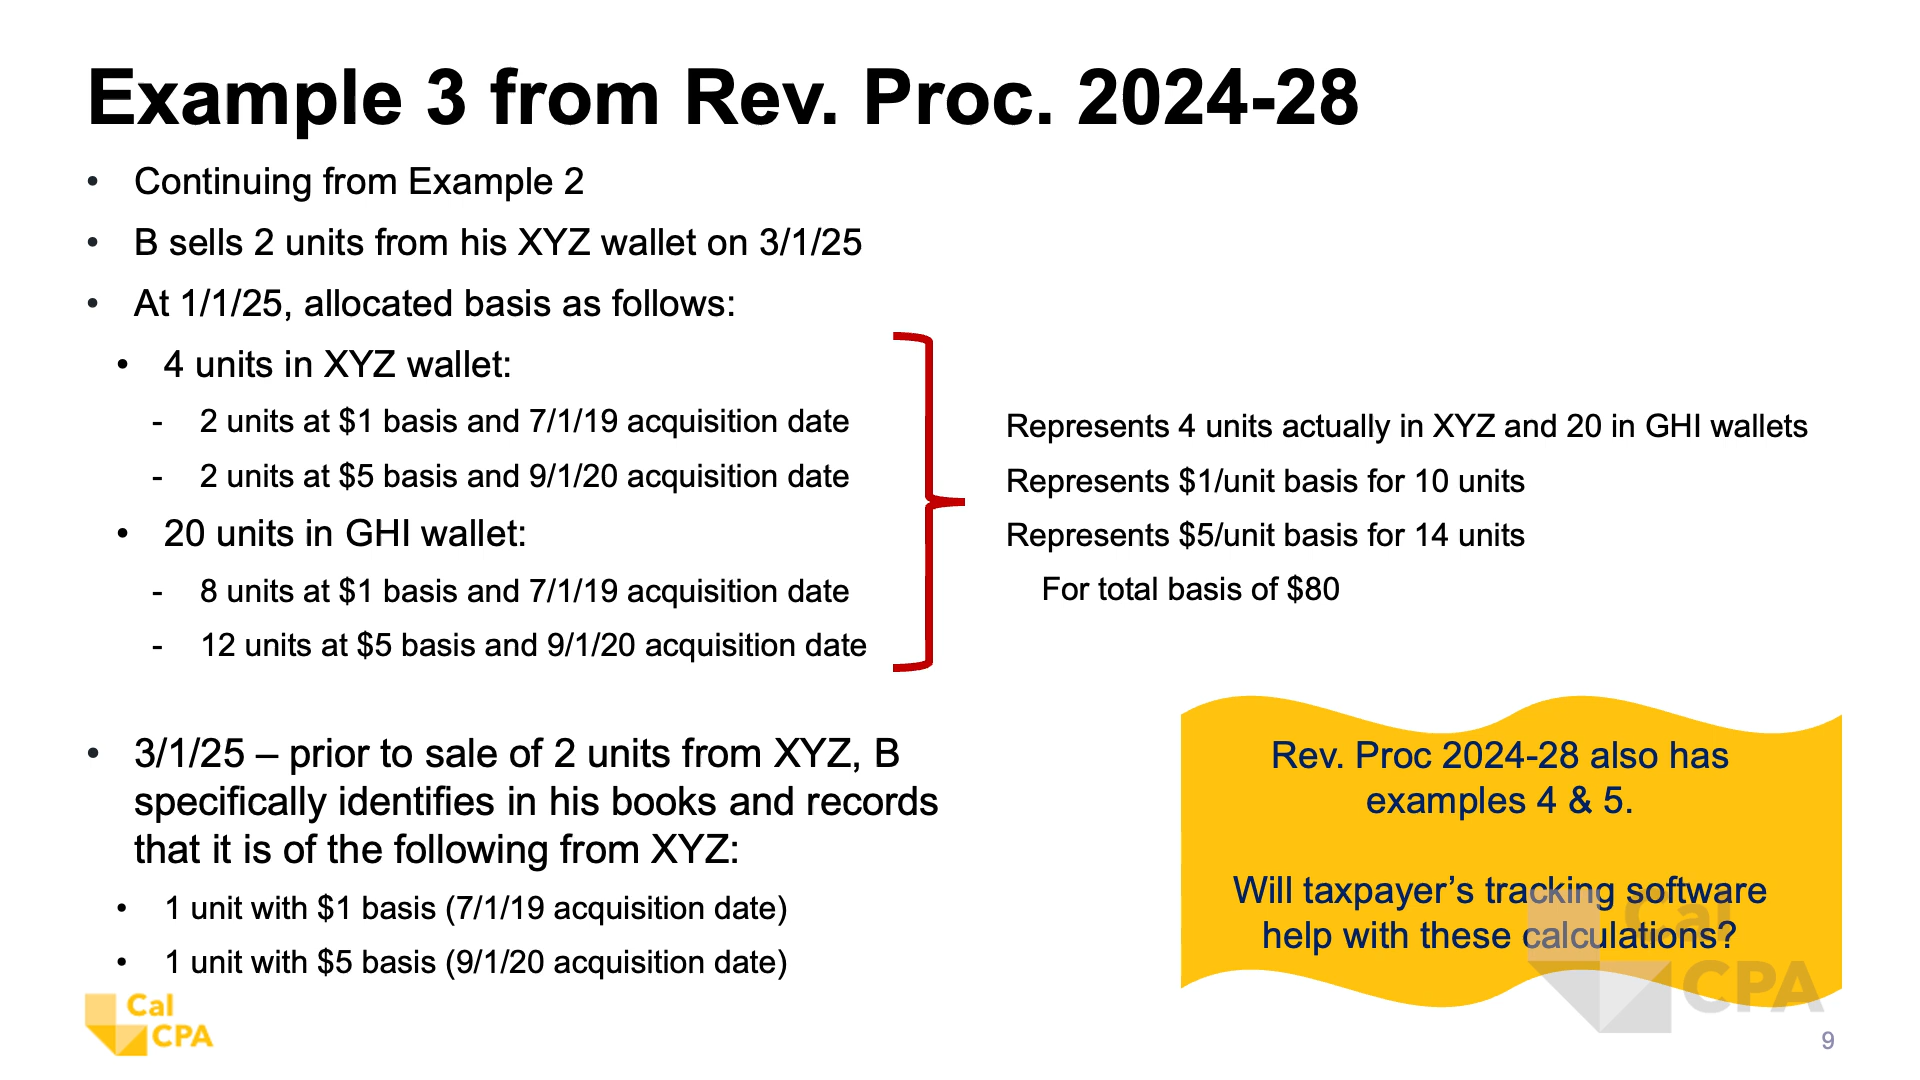 Example 3 from Rev. Proc. 2024-28
• Continuing from Example 2
• B sells 2 units from his XYZ wallet on 3/1/25
• At 1/1/25, allocated basis as follows:
• 4 units in XYZ wallet:
- 2 units at $1 basis and 7/1/19 acquisition date
- 2 units at $5 basis and 9/1/20 acquisition date
• 20 units in GHI wallet:
- 8 units at $1 basis and 7/1/19 acquisition date
- 12 units at $5 basis and 9/1/20 acquisition date
Represents 4 units actually in XYZ and 20 in GHI wallets
Represents $1/unit basis for 10 units
Represents $5/unit basis for 14 units
For total basis of $80
• 3/1/25 – prior to sale of 2 units from XYZ, B
specifically identifies in his books and records
that it is of the following from XYZ:
• 1 unit with $1 basis (7/1/19 acquisition date)
• 1 unit with $5 basis (9/1/20 acquisition date)
Rev. Proc 2024-28 also has
examples 4 & 5.
Will taxpayer’s tracking software
help with these calculations?
Cal
CPA
Cal
CPA
9